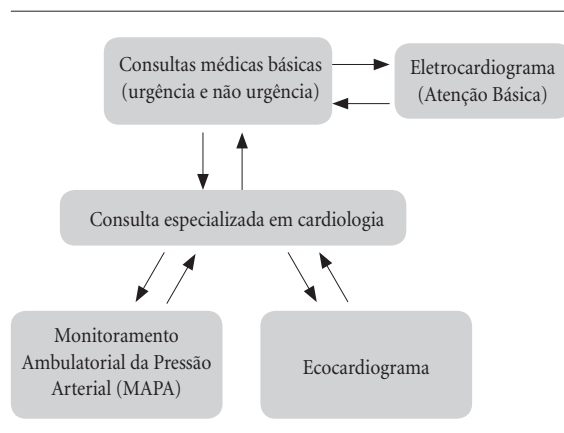 Consultas médicas básicas
(urgência e não urgência)
Eletrocardiograma
(Atenção Básica)
Consulta especializada em cardiologia
Monitoramento
Ambulatorial da Pressão
Arterial (MAPA)
Ecocardiograma